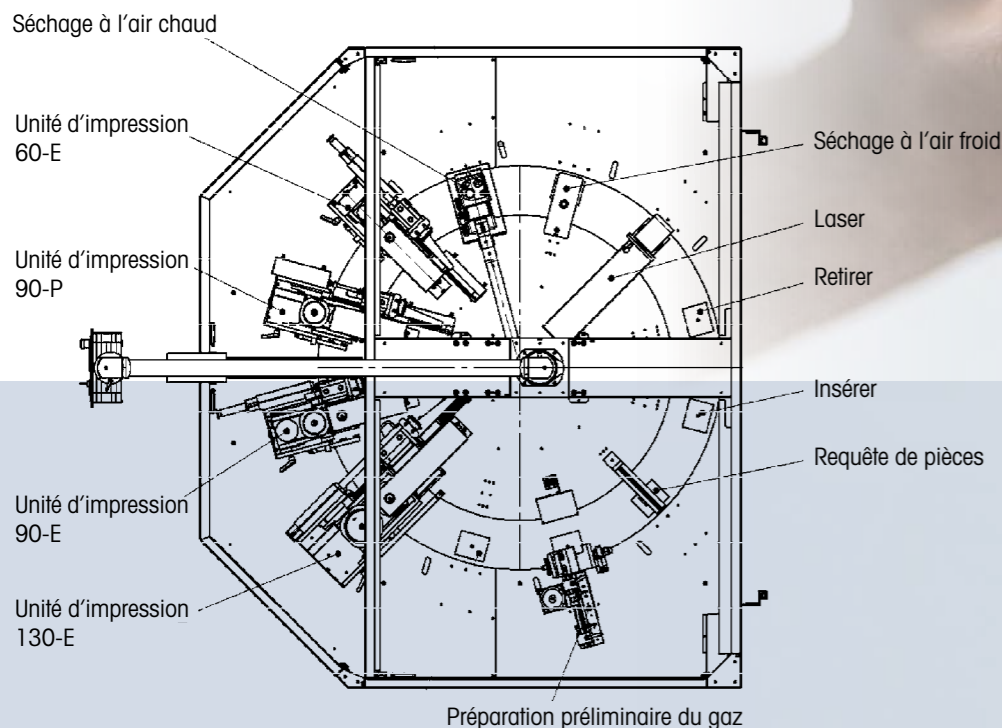 Séchage à l'air chaud
Unité d'impression
60-E
Unité d'impression
90-P
Unité d'impression
90-E
Unité d'impression
130-E
Séchage à l'air froid
Laser
Retirer
Insérer
Requête de pièces
Préparation préliminaire du gaz